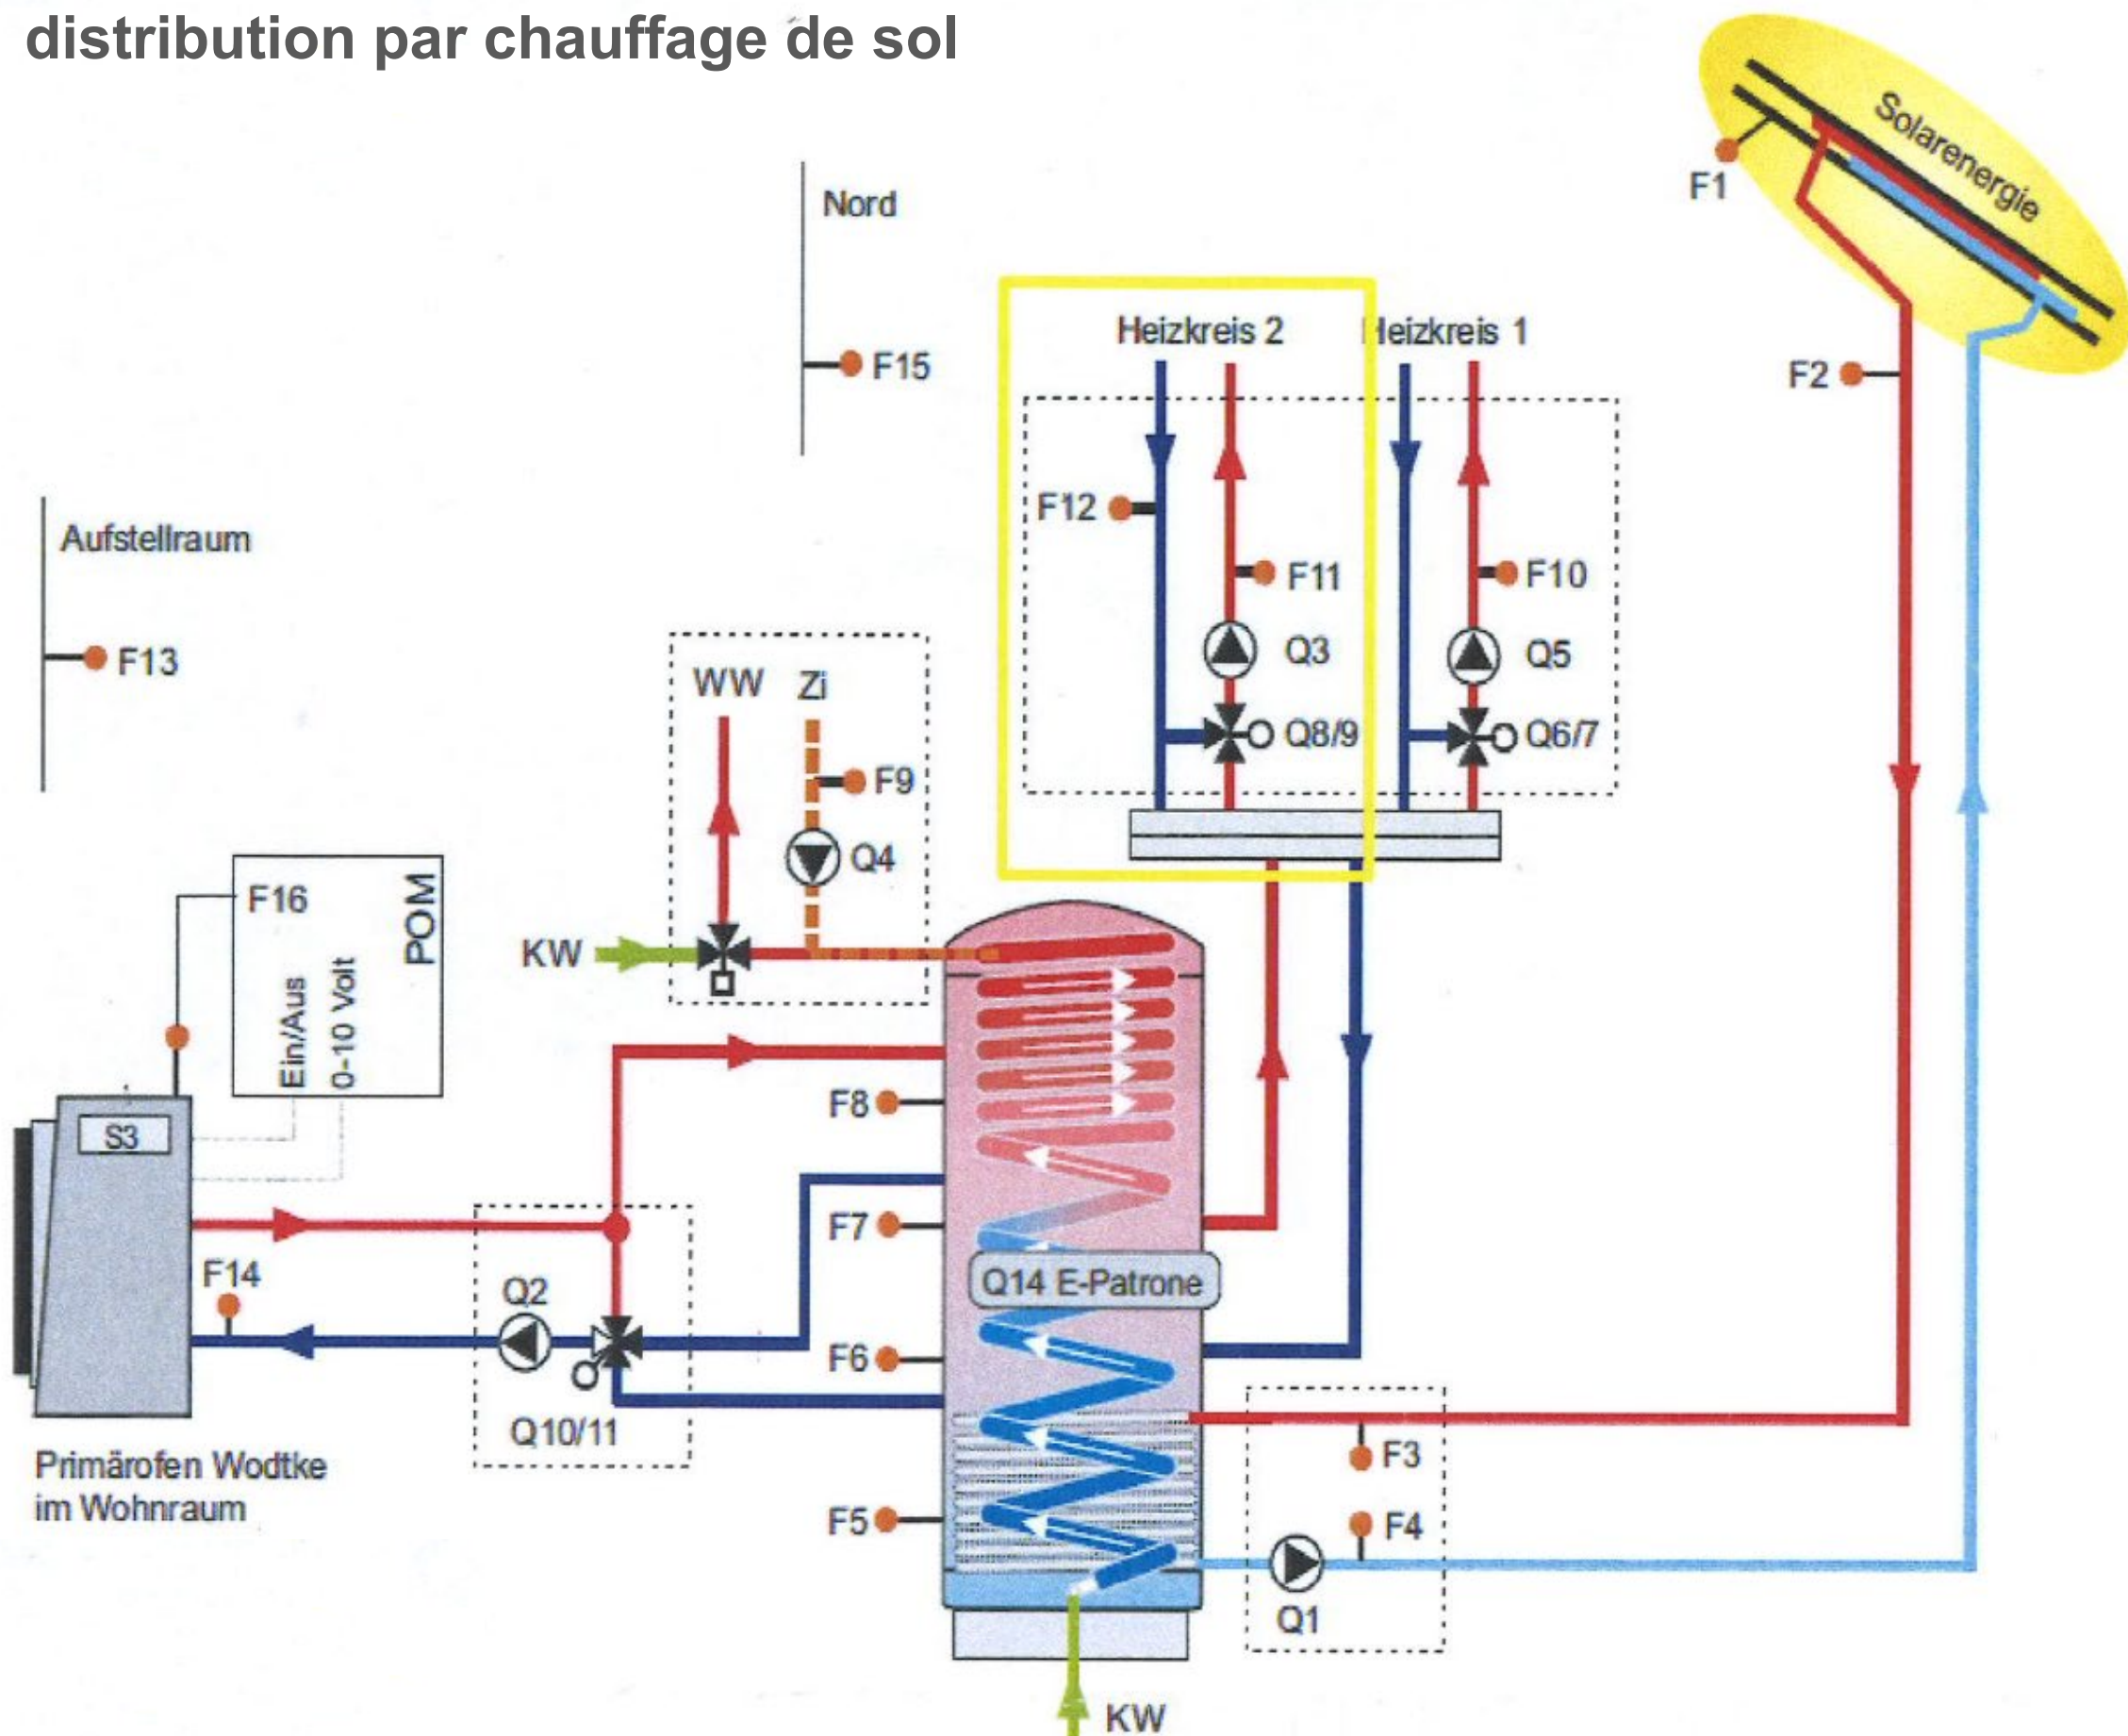 distribution par chauffage de sol
Solarenergie
F1
Nord
Heizkreis 2
Heizkreis 1
F15
F2
F12
Aufstellraum
F11
F10
F13
Q3
Q5
WW
Zi
Q8/9
Q6/7
F9
Q4
F16
POM
Ein/Aus
0-10 Volt
KW
F8
S3
F7
F14
Q14 E-Patrone
Q2
F6
Q10/11
F3
Primärofen Wodtke
im Wohnraum
F5
F4
Q1
KW